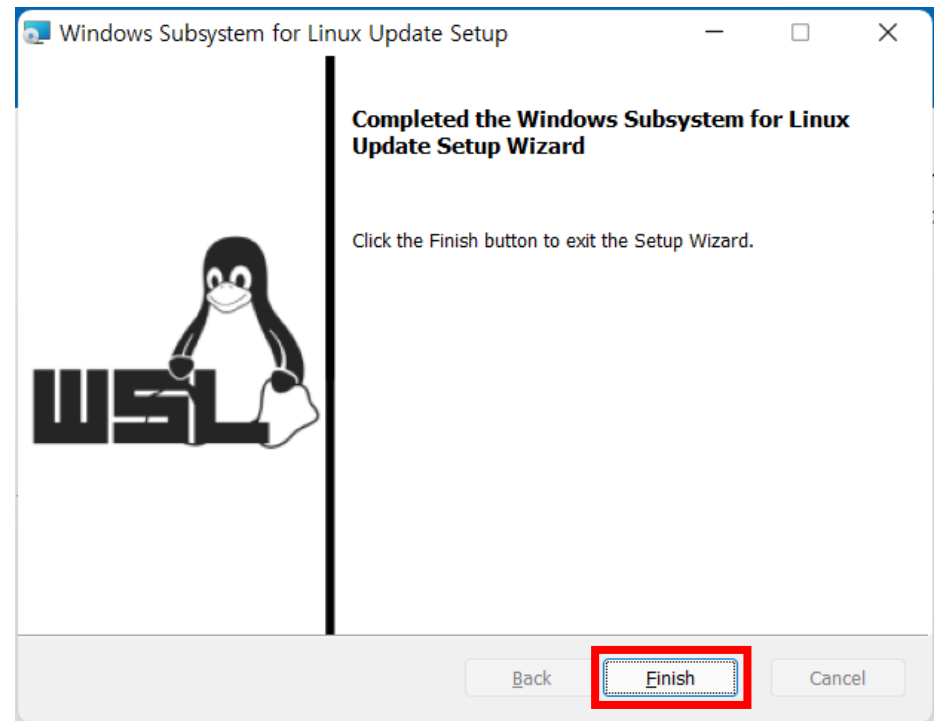 Windows Subsystem for Linux Update Setup
Completed the Windows Subsystem for Linux
Update Setup Wizard
Click the Finish button to exit the Setup Wizard.
WSL
Back Finish Cancel